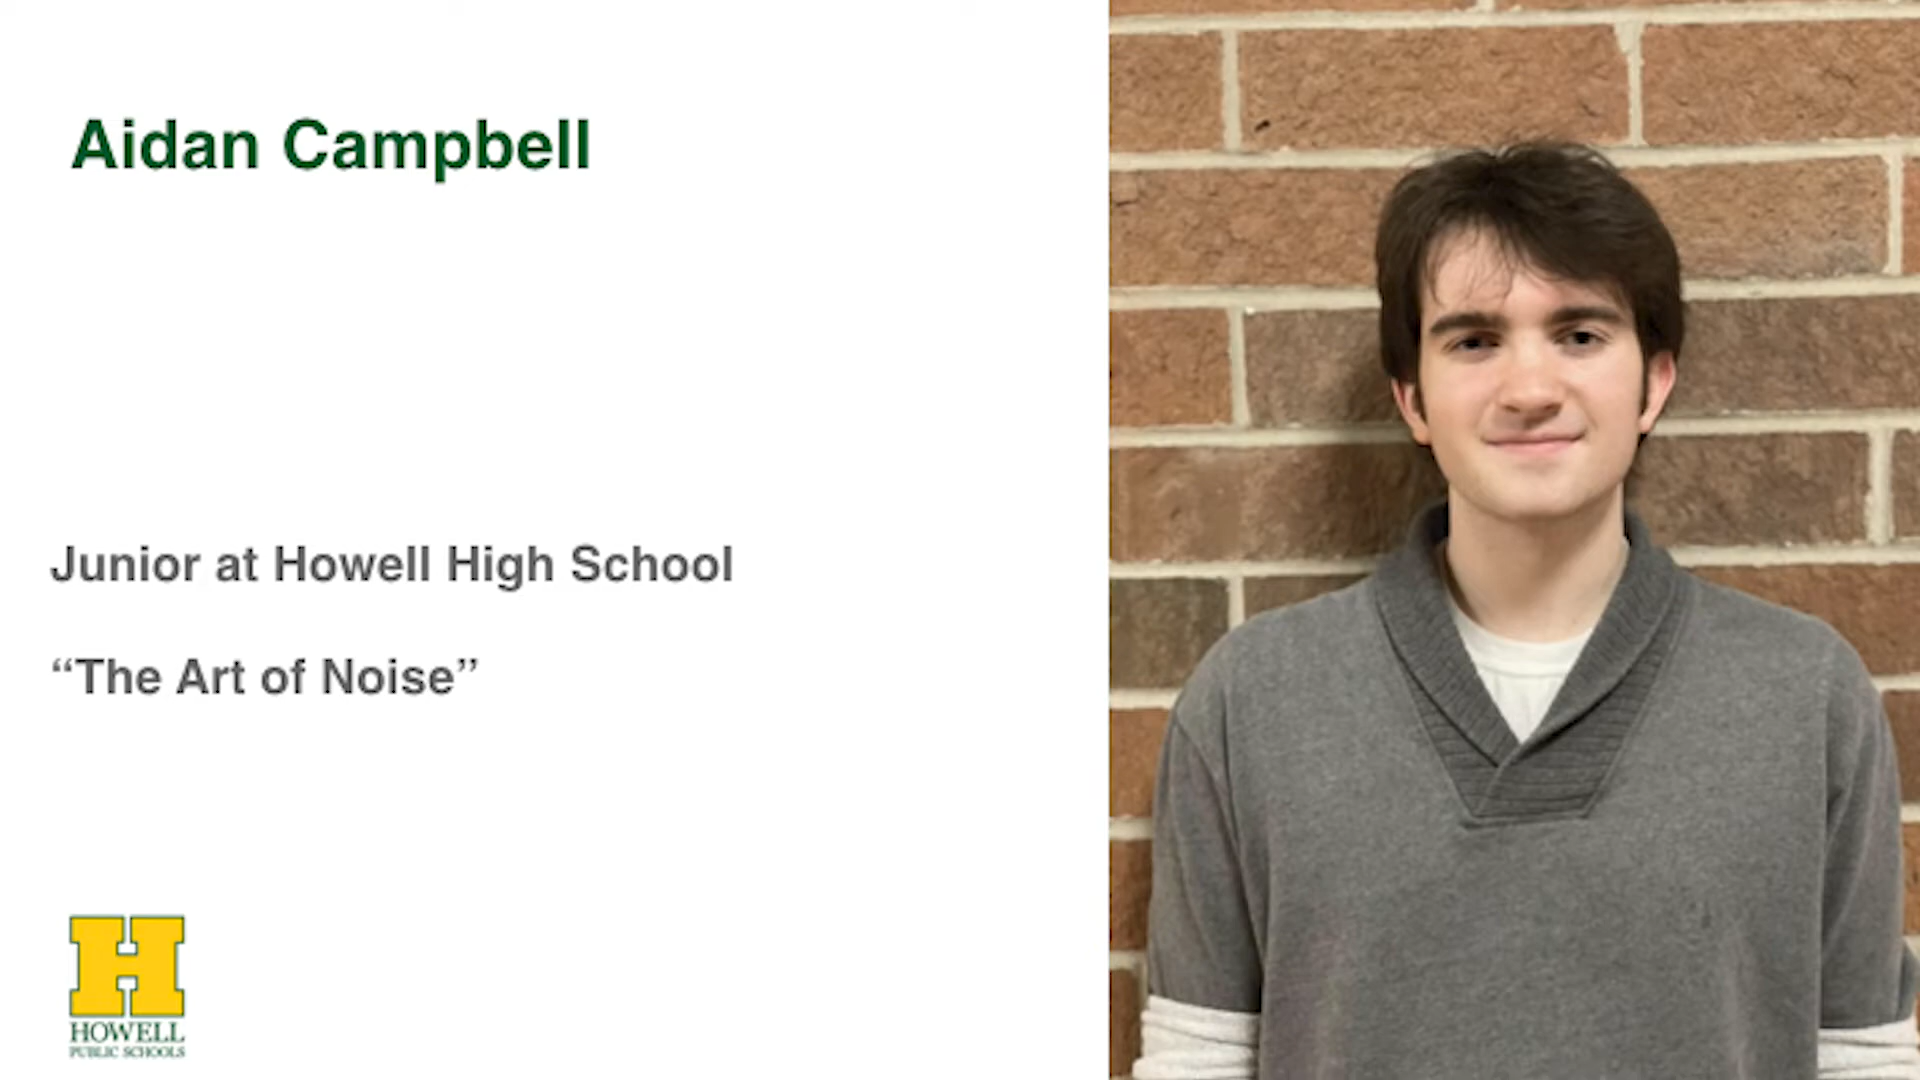 Aidan Campbell
Junior at Howell High School
“The Art of Noise”
H
HOWELL
PUBLIC SCHOOLS